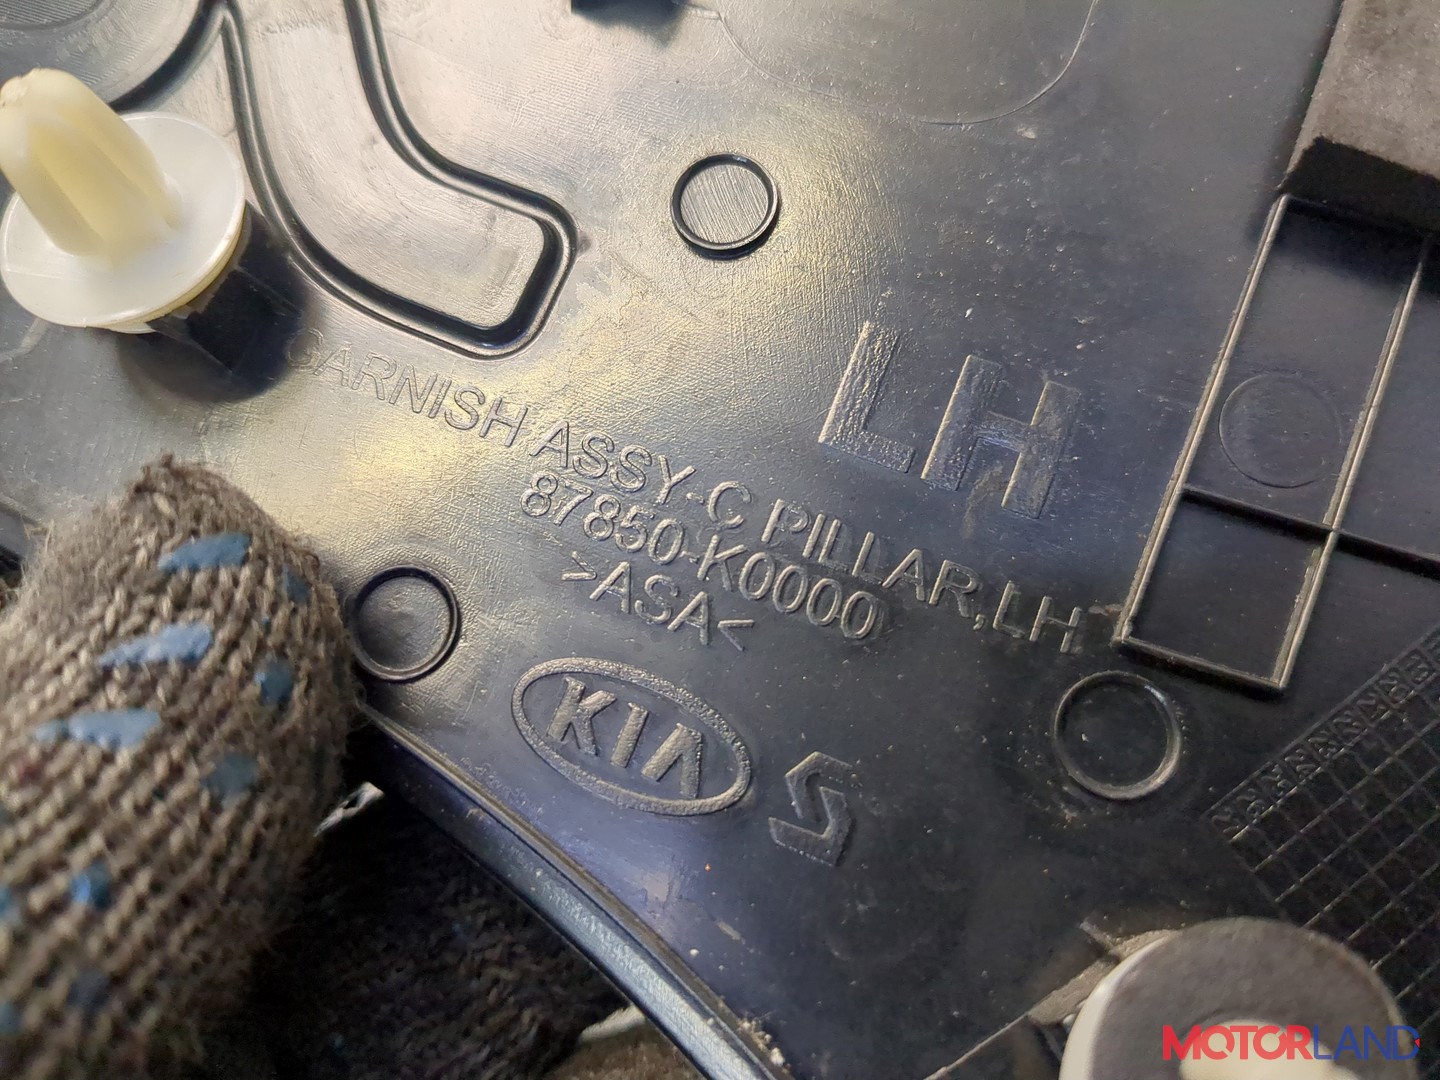 LH
GARNISH ASSY-C PILLAR,LH
87850-K0000
>ASA<
KIA
MOTORLAND